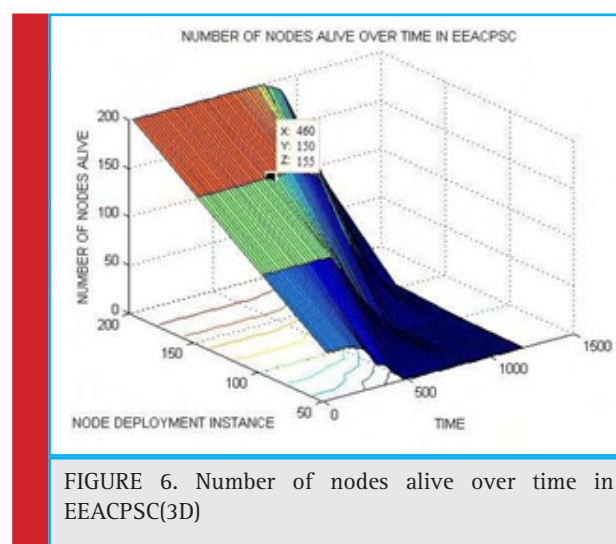 NUMBER OF NODES ALIVE OVER TIME IN EEACPSC
NUMBER OF NODES ALIVE
200
150
100
50
0
X: 460
Y: 150
Z: 155
200
150
100
50
NODE DEPLOYMENT INSTANCE
0
500
1000
1500
TIME
FIGURE 6. Number of nodes alive over time in
EEACPSC(3D)